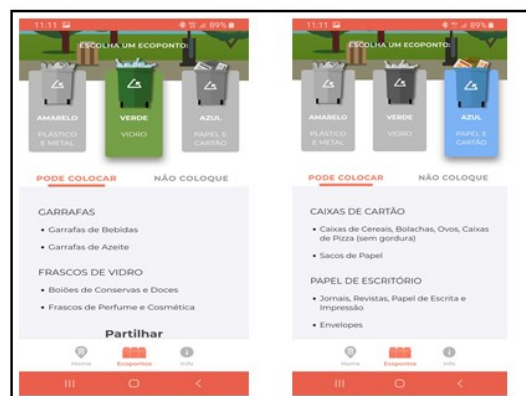 11:11
89%
ESCOLHA UM ECOPONTO:
AMARELO
PLÁSTICO
E METAL
VERDE
VIDRO
AZUL
PAPEL E
CARTÃO
PODE COLOCAR
NÃO COLOQUE
GARRAFAS
• Garrafas de Bebidas
• Garrafas de Azeite
FRASCOS DE VIDRO
• Boiões de Conservas e Doces
• Frascos de Perfume e Cosmética
Partilhar
Home
Ecopontos
Info
11:11
89%
ESCOLHA UM ECOPONTO:
AMARELO
PLÁSTICO
E METAL
VERDE
VIDRO
AZUL
PAPEL E
CARTÃO
PODE COLOCAR
NÃO COLOQUE
CAIXAS DE CARTÃO
• Caixas de Cereais, Bolachas, Ovos, Caixas
de Pizza (sem gordura)
• Sacos de Papel
PAPEL DE ESCRITÓRIO
• Jornais, Revistas, Papel de Escrita e
Impressão
• Envelopes
Home
Ecopontos
Info